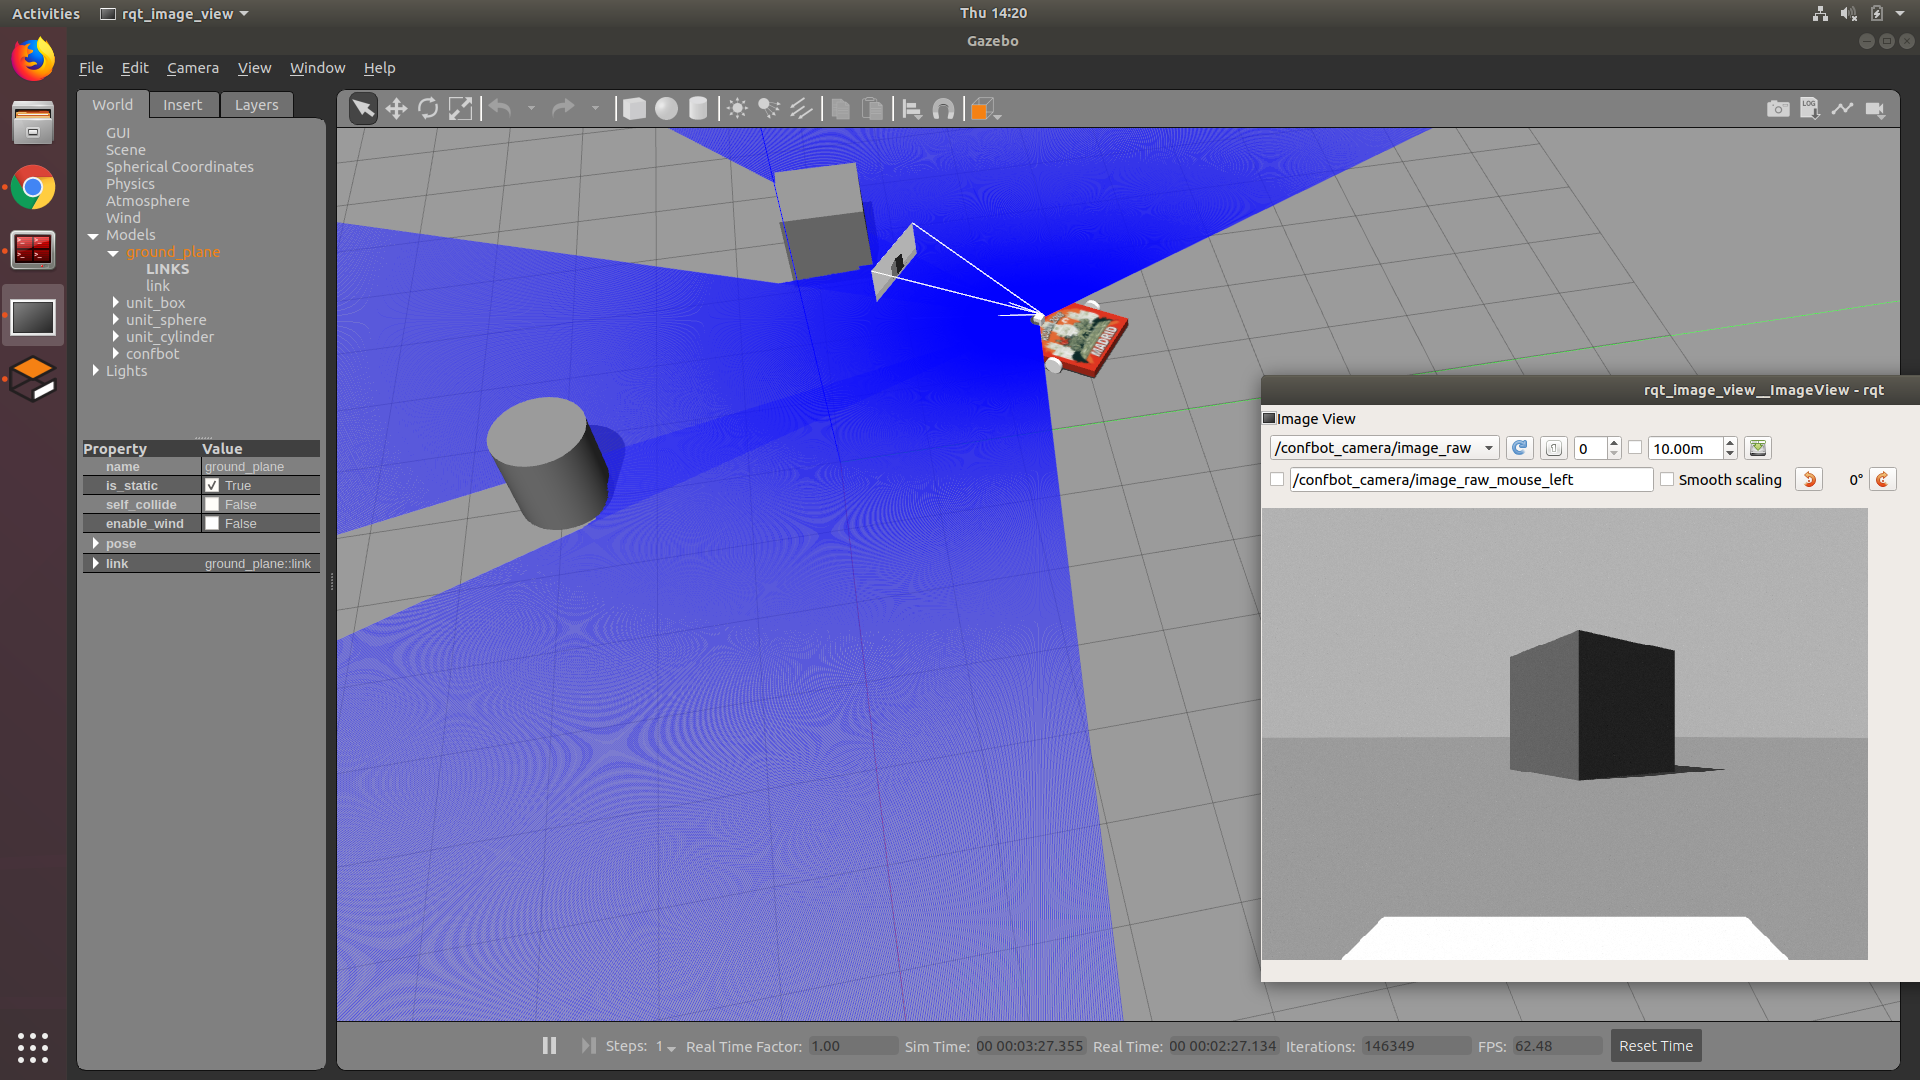 Activities rqt_image_view Thu 14:20
Gazebo
File Edit Camera View Window Help
World Insert Layers
LOG
GUI
Scene
Spherical Coordinates
Physics
Atmosphere
Wind
Models
ground_plane
LINKS
link
unit_box
unit_sphere
unit_cylinder
confbot
Lights
Property Value
name ground_plane
is_static True
self_collide False
enable_wind False
pose
link ground_plane::link
MADRID
rqt_image_view__ImageView - rqt
Image View
/confbot_camera/image_raw 0 10.00m
/confbot_camera/image_raw_mouse_left Smooth scaling 0°
Steps: 1 Real Time Factor: 1.00 Sim Time: 00 00:03:27.355 Real Time: 00 00:02:27.134 Iterations: 146349 FPS: 62.48 Reset Time